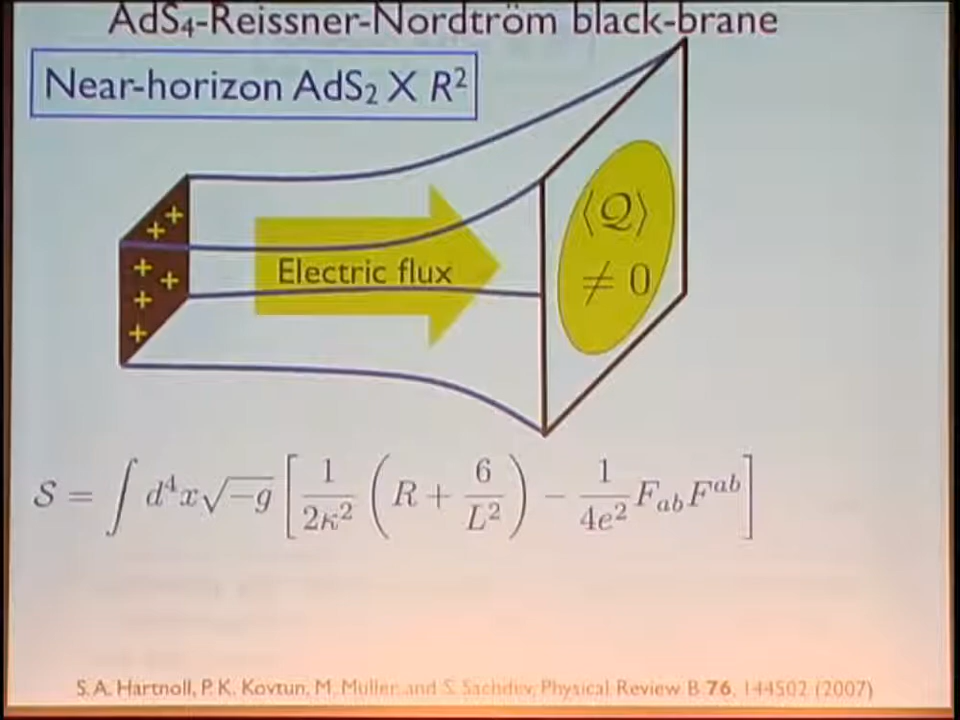 AdS₄-Reissner-Nordtröm black-brane
Near-horizon AdS₂ X R²
+ +
+ +
+
+
Electric flux
⟨Q⟩
≠ 0
S = ∫ d⁴x √−g [ 1/(2κ²) ( R + 6/L² ) − 1/(4e²) F_ab F^ab ]
S. A. Hartnoll, P. K. Kovtun, M. Müller, and S. Sachdev, Physical Review B 76, 144502 (2007)